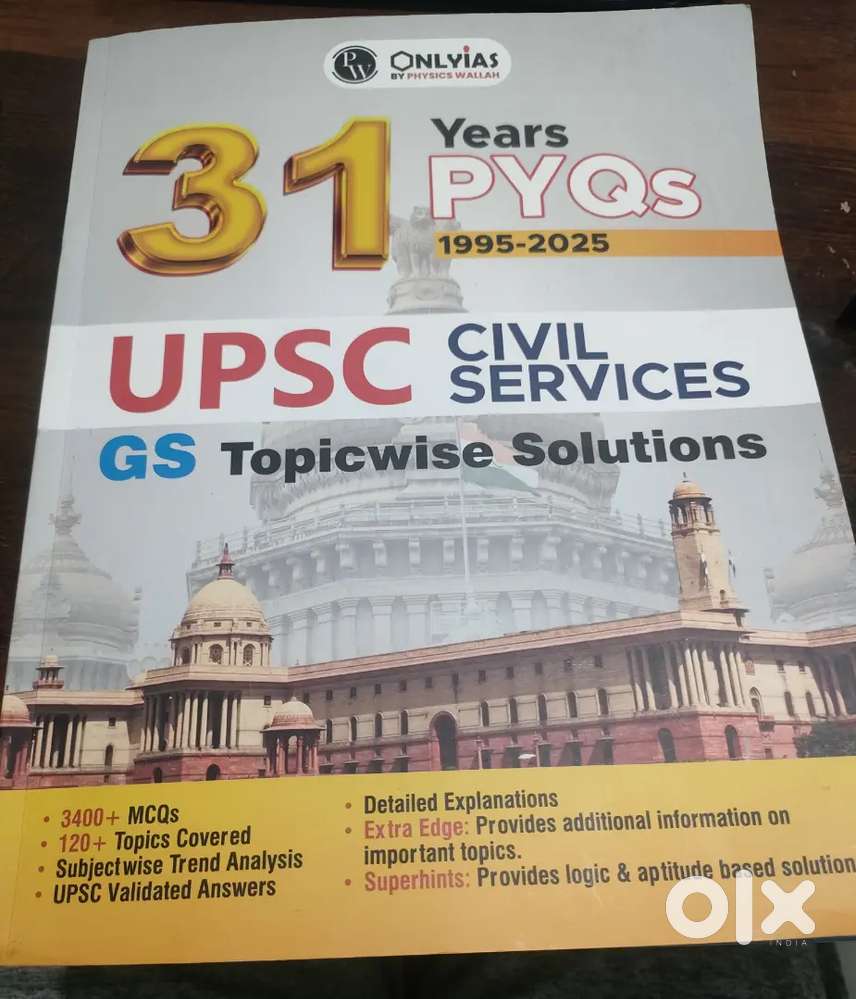 PW ONLYiAS
BY PHYSICS WALLAH
31 Years
PYQs
1995-2025
UPSC CIVIL
SERVICES
GS Topicwise Solutions
• 3400+ MCQs
• 120+ Topics Covered
• Subjectwise Trend Analysis
• UPSC Validated Answers
• Detailed Explanations
• Extra Edge: Provides additional information on
important topics.
• Superhints: Provides logic & aptitude based solution
olx
INDIA